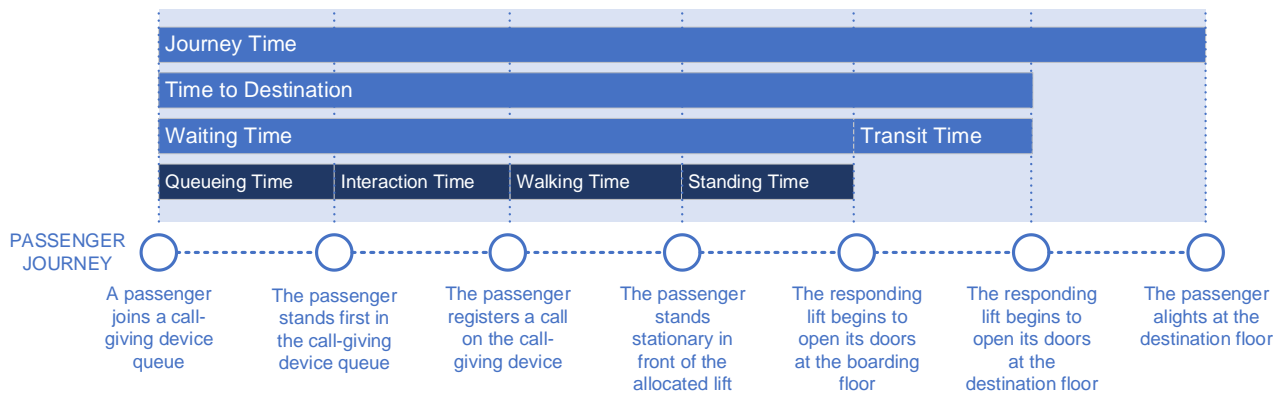 Journey Time
Time to Destination
Waiting Time
Transit Time
Queueing Time
Interaction Time
Walking Time
Standing Time
PASSENGER
JOURNEY
A passenger
joins a call-
giving device
queue
The passenger
stands first in
the call-giving
device queue
The passenger
registers a call
on the call-
giving device
The passenger
stands
stationary in
front of the
allocated lift
The responding
lift begins to
open its doors
at the boarding
floor
The responding
lift begins to
open its doors
at the
destination floor
The passenger
alights at the
destination floor